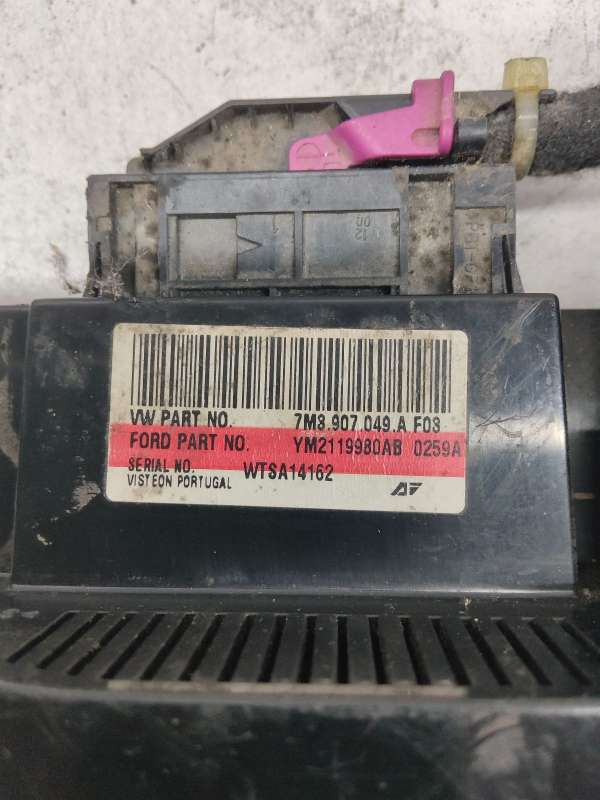 VW PART NO. 7M3.907.049.A F03
FORD PART NO. YM2119980AB 0259A
SERIAL NO. WTSA14162
VISTEON PORTUGAL